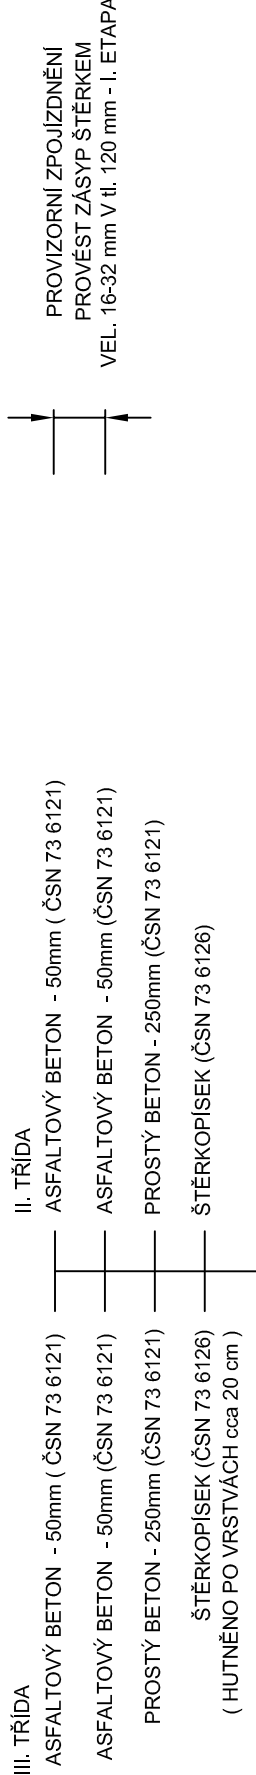 III. TŘÍDA
ASFALTOVÝ BETON - 50mm ( ČSN 73 6121)
ASFALTOVÝ BETON - 50mm (ČSN 73 6121)
PROSTÝ BETON - 250mm (ČSN 73 6121)
ŠTĚRKOPÍSEK (ČSN 73 6126)
( HUTNĚNO PO VRSTVÁCH cca 20 cm )
II. TŘÍDA
ASFALTOVÝ BETON - 50mm ( ČSN 73 6121)
ASFALTOVÝ BETON - 50mm (ČSN 73 6121)
PROSTÝ BETON - 250mm (ČSN 73 6121)
ŠTĚRKOPÍSEK (ČSN 73 6126)
PROVIZORNÍ ZPOJÍZDNĚNÍ
PROVÉST ZÁSYP ŠTĚRKEM
VEL. 16-32 mm V tl. 120 mm - I. ETAPA